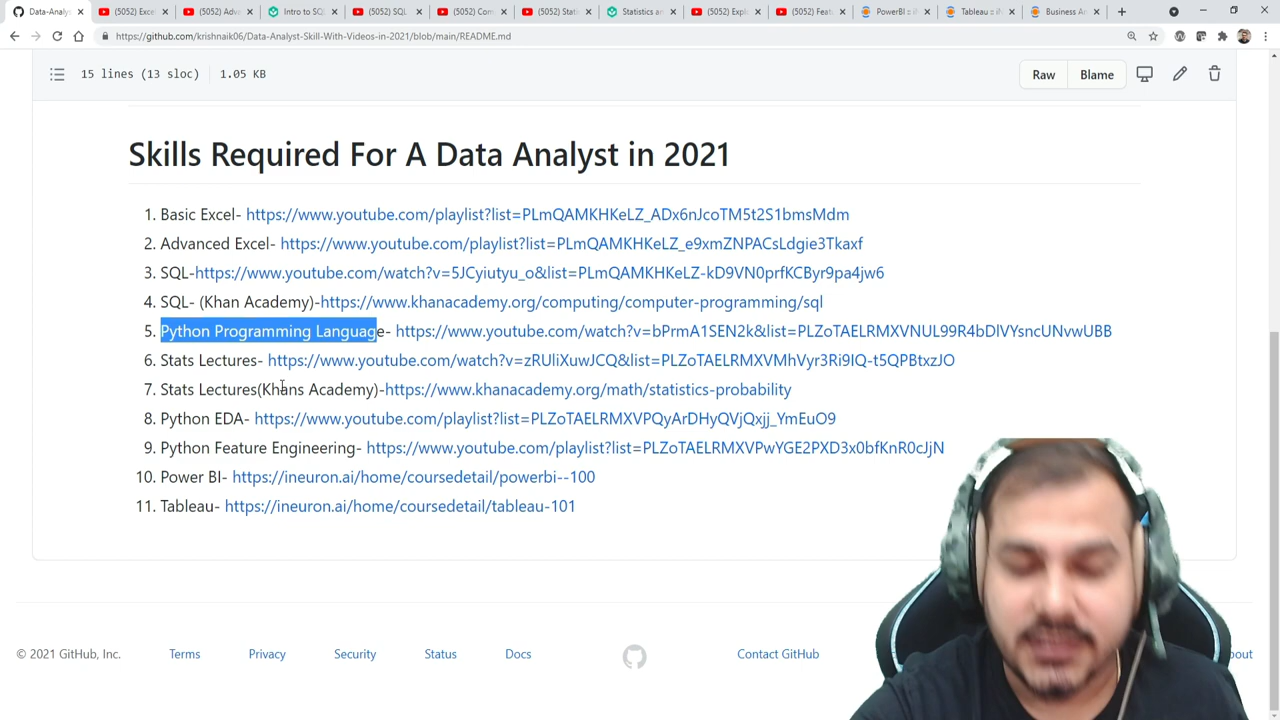 Data-Analy
(5052) Exce
(5052) Adva
Intro to SQ
(5052) SQL
(5052) Com
(5052) Stat
Statistics an
(5052) Explo
(5052) Feat
PowerBI :: iN
Tableau :: iN
Business An
https://github.com/krishnaik06/Data-Analyst-Skill-With-Videos-in-2021/blob/main/README.md
15 lines (13 sloc) 1.05 KB
Raw Blame
Skills Required For A Data Analyst in 2021
1. Basic Excel- https://www.youtube.com/playlist?list=PLmQAMKHKeLZ_ADx6nJcoTM5t2S1bmsMdm
2. Advanced Excel- https://www.youtube.com/playlist?list=PLmQAMKHKeLZ_e9xmZNPACsLdgie3Tkaxf
3. SQL-https://www.youtube.com/watch?v=5JCyiutyu_o&list=PLmQAMKHKeLZ-kD9VN0prfKCByr9pa4jw6
4. SQL- (Khan Academy)-https://www.khanacademy.org/computing/computer-programming/sql
5. Python Programming Language- https://www.youtube.com/watch?v=bPrmA1SEN2k&list=PLZoTAELRMXVNUL99R4bDlVYsncUNvwUBB
6. Stats Lectures- https://www.youtube.com/watch?v=zRUliXuwJCQ&list=PLZoTAELRMXVMhVyr3Ri9IQ-t5QPBtxzJO
7. Stats Lectures(Khans Academy)-https://www.khanacademy.org/math/statistics-probability
8. Python EDA- https://www.youtube.com/playlist?list=PLZoTAELRMXVPQyArDHyQVjQxjj_YmEuO9
9. Python Feature Engineering- https://www.youtube.com/playlist?list=PLZoTAELRMXVPwYGE2PXD3x0bfKnR0cJjN
10. Power BI- https://ineuron.ai/home/coursedetail/powerbi--100
11. Tableau- https://ineuron.ai/home/coursedetail/tableau-101
© 2021 GitHub, Inc. Terms Privacy Security Status Docs Contact GitHub